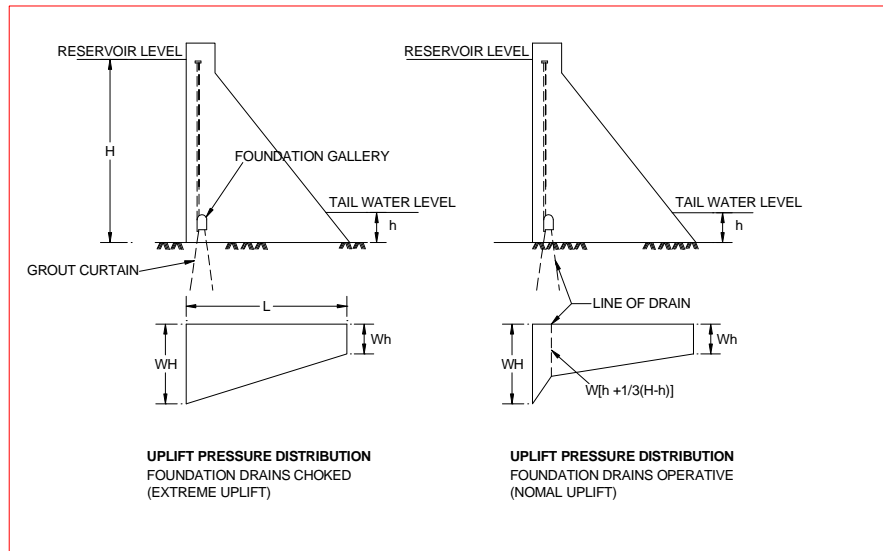 RESERVOIR LEVEL
H
FOUNDATION GALLERY
TAIL WATER LEVEL
h
GROUT CURTAIN
L
WH
Wh
UPLIFT PRESSURE DISTRIBUTION
FOUNDATION DRAINS CHOKED
(EXTREME UPLIFT)
RESERVOIR LEVEL
TAIL WATER LEVEL
h
LINE OF DRAIN
WH
Wh
W[h +1/3(H-h)]
UPLIFT PRESSURE DISTRIBUTION
FOUNDATION DRAINS OPERATIVE
(NOMAL UPLIFT)